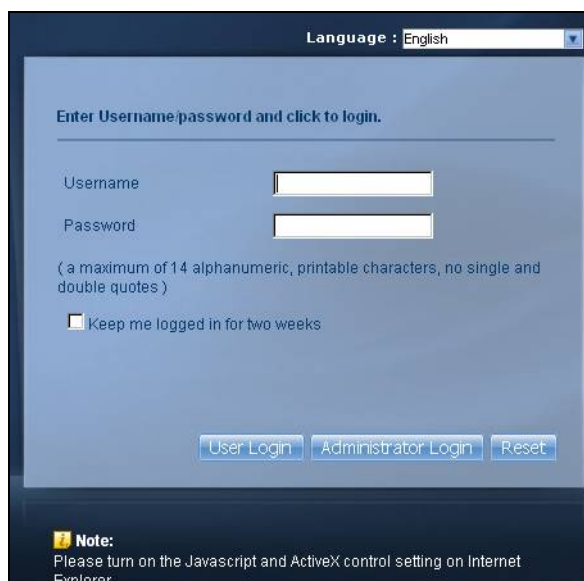 Language : English
Enter Username/password and click to login.
Username
Password
( a maximum of 14 alphanumeric, printable characters, no single and
double quotes )
Keep me logged in for two weeks
User Login Administrator Login Reset
Note:
Please turn on the Javascript and ActiveX control setting on Internet
Explorer